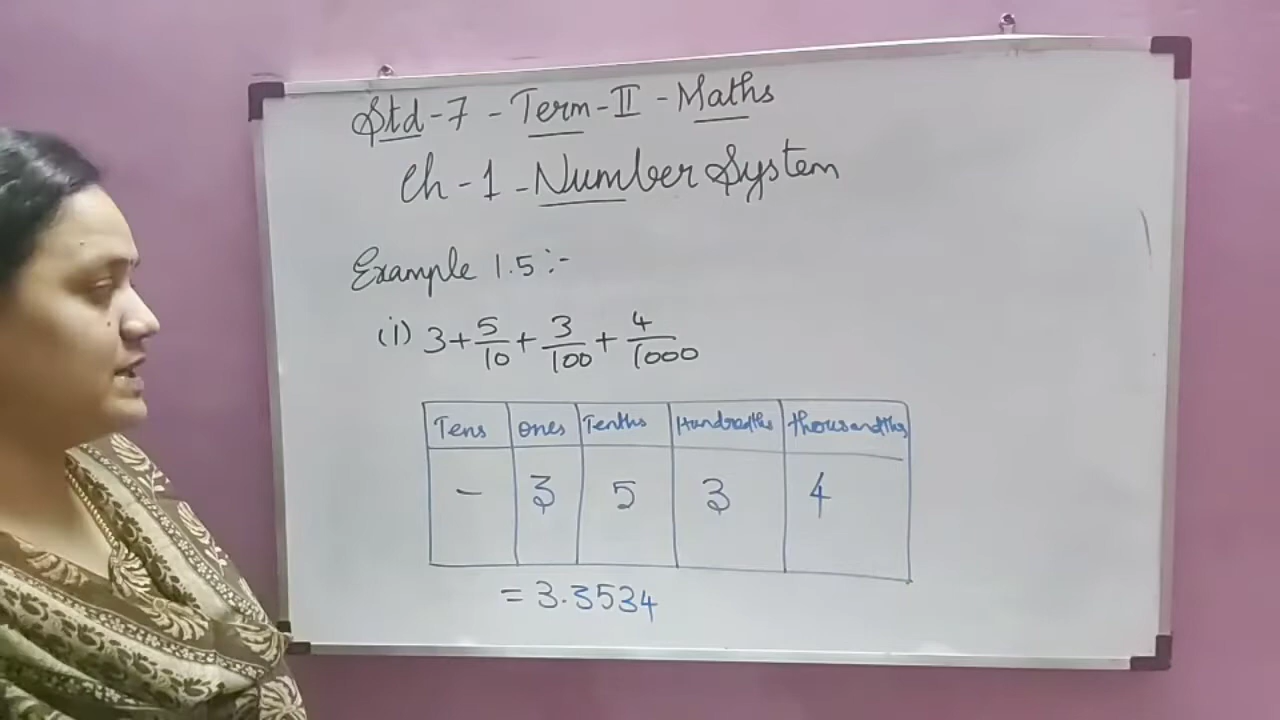 Std-7 - Term-II - Maths
Ch-1 - Number System
Example 1.5:-
(i) 3+5/10+3/100+4/1000
Tens Ones Tenths Hundredths thousandths
- 3 5 3 4
= 3.3534